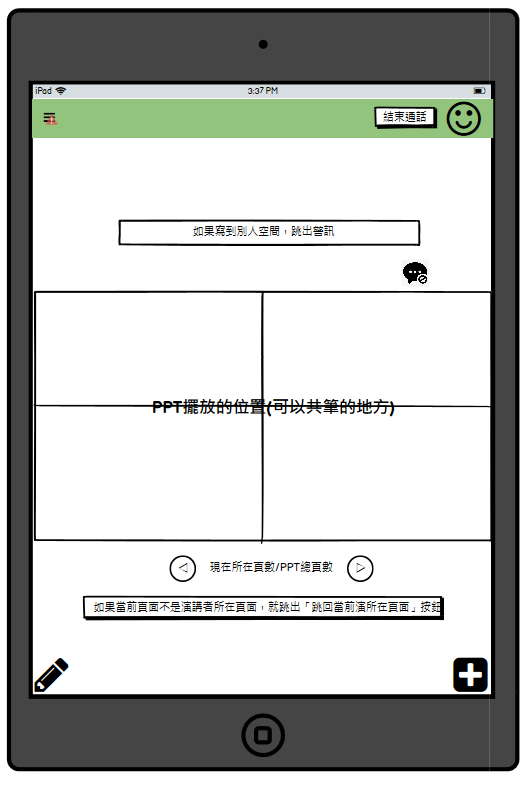 iPad
3:37 PM
結束通話
如果寫到別人空間，跳出警訊
PPT擺放的位置(可以共筆的地方)
現在所在頁數/PPT總頁數
如果當前頁面不是演講者所在頁面，就跳出「跳回當前演所在頁面」按鈕